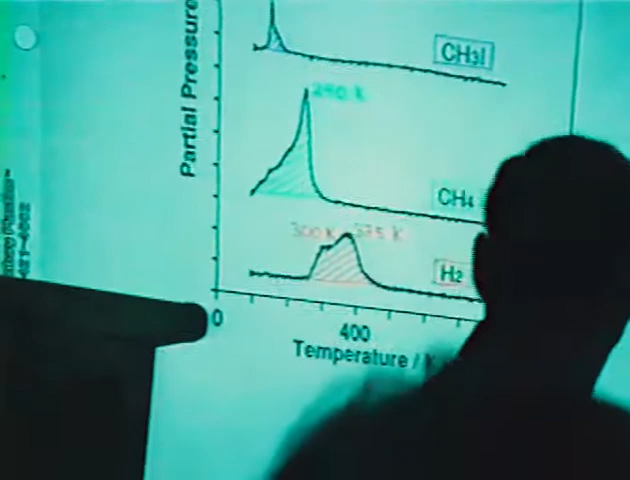 Partial Pressure
CH3I
290 K
CH4
300 K 375 K
H2
0
400
Temperature / K